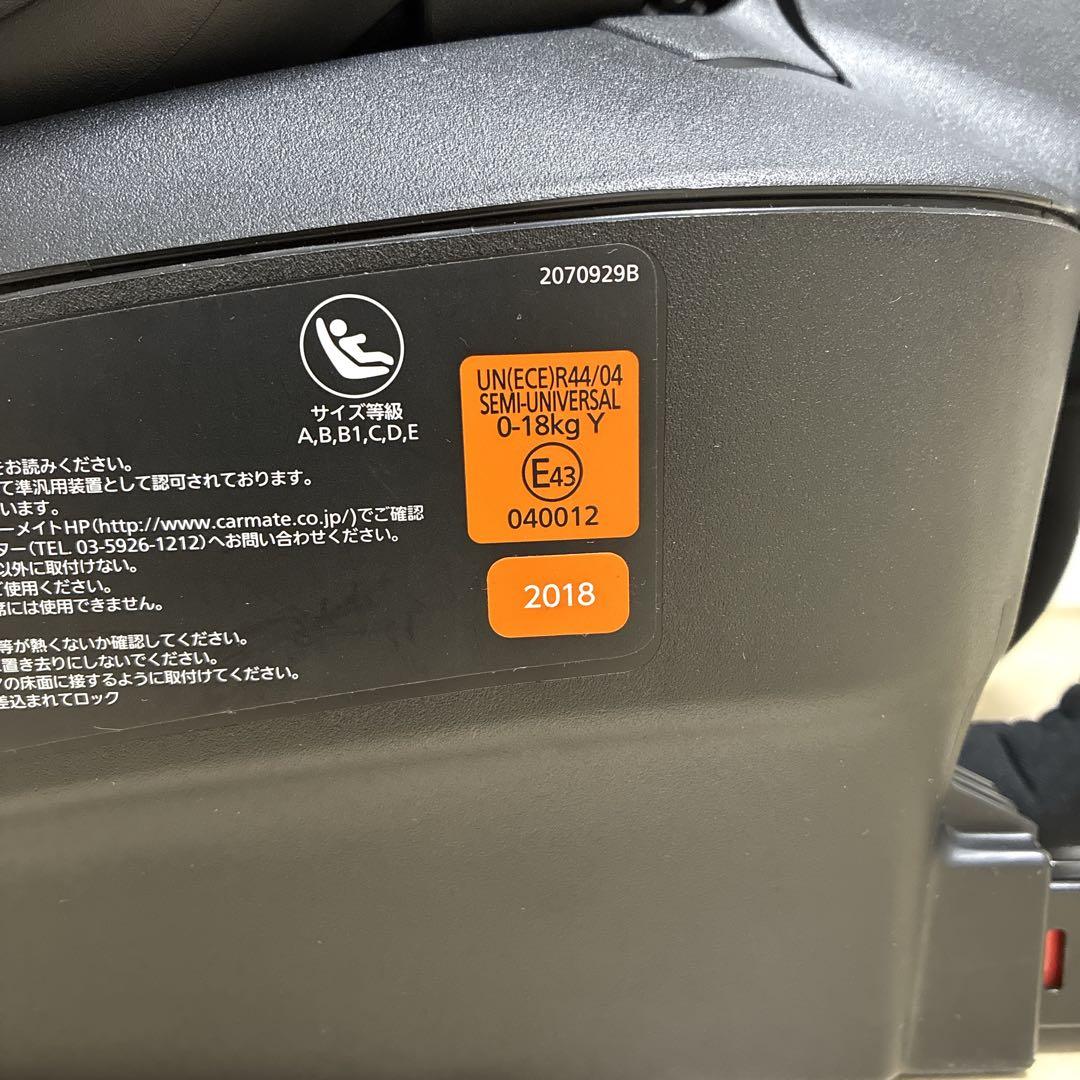 2070929B
サイズ等級
A,B,B1,C,D,E
UN(ECE)R44/04
SEMI-UNIVERSAL
0-18kg Y
E43
040012
2018
をお読みください。
て準汎用装置として認可されております。
います。
ーメイトHP(http://www.carmate.co.jp/)でご確認
ター(TEL 03-5926-1212)へお問い合わせください。
以外に取付けない。
ご使用ください。
席には使用できません。
等が熱くないか確認してください。
置き去りにしないでください。
の床面に接するように取付けてください。
差込まれてロック